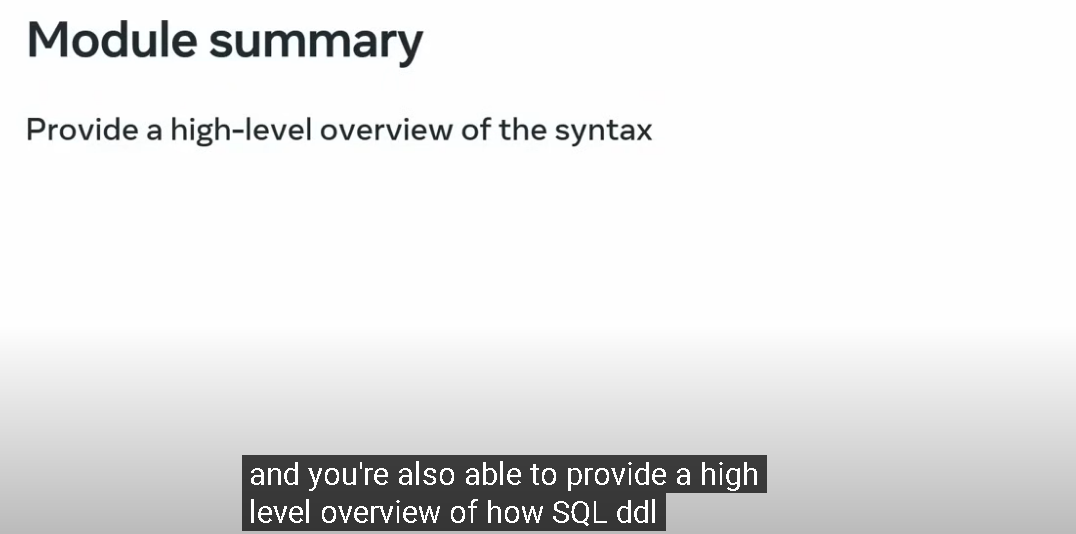 Module summary
Provide a high-level overview of the syntax
and you're also able to provide a high
level overview of how SQL ddl